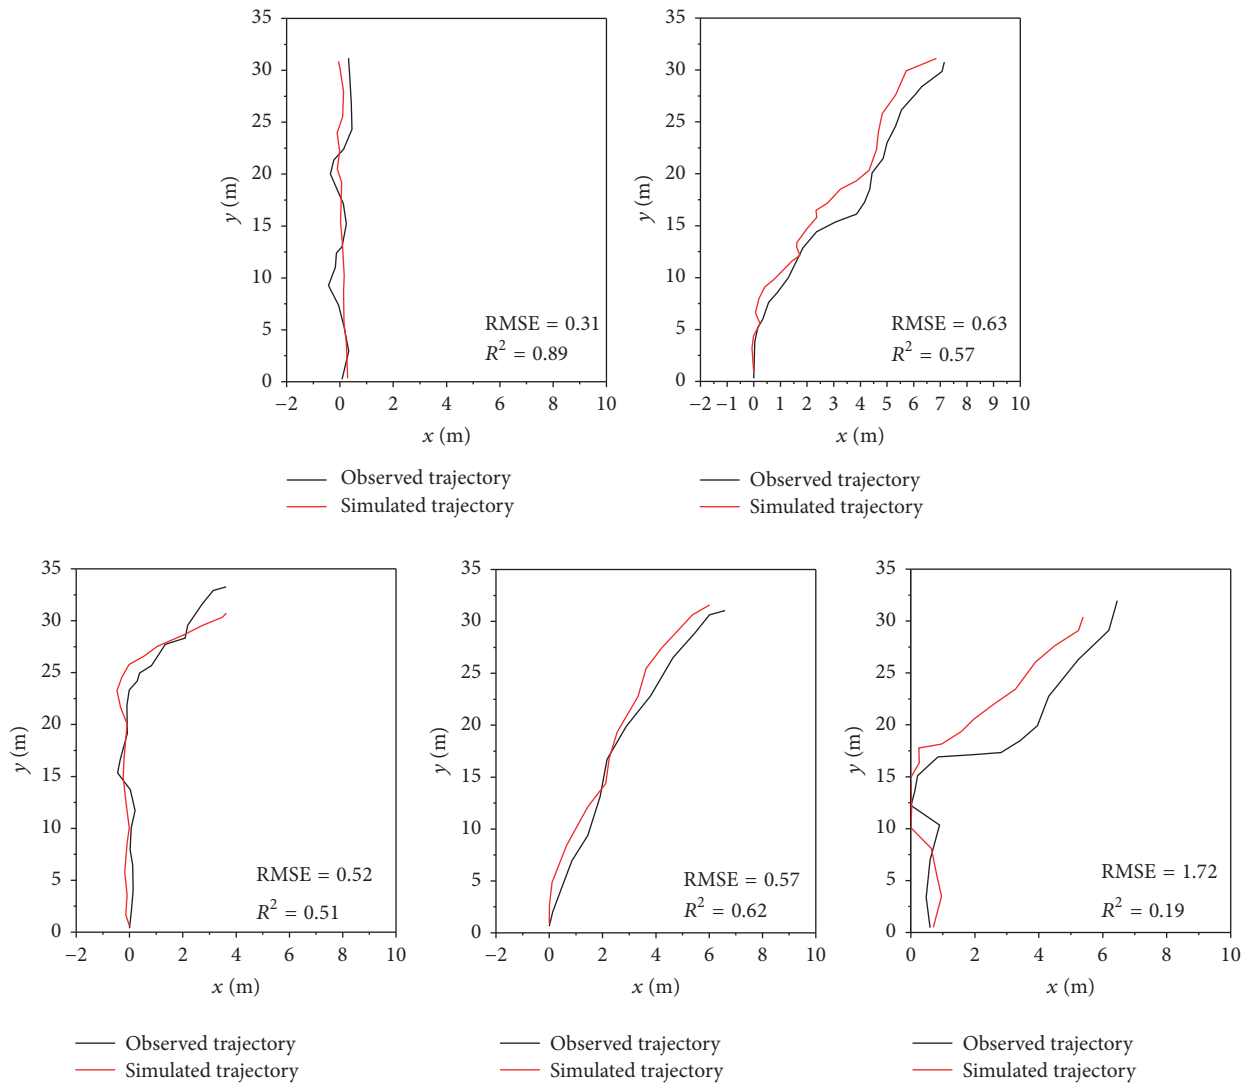 35
30
25
20
15
10
5
0
y (m)
RMSE = 0.31
R² = 0.89
−2 0 2 4 6 8 10
x (m)
Observed trajectory
Simulated trajectory
35
30
25
20
15
10
5
0
y (m)
RMSE = 0.63
R² = 0.57
−2 −1 0 1 2 3 4 5 6 7 8 9 10
x (m)
Observed trajectory
Simulated trajectory
35
30
25
20
15
10
5
0
y (m)
RMSE = 0.52
R² = 0.51
−2 0 2 4 6 8 10
x (m)
Observed trajectory
Simulated trajectory
35
30
25
20
15
10
5
0
y (m)
RMSE = 0.57
R² = 0.62
−2 0 2 4 6 8 10
x (m)
Observed trajectory
Simulated trajectory
35
30
25
20
15
10
5
0
y (m)
RMSE = 1.72
R² = 0.19
0 2 4 6 8 10
x (m)
Observed trajectory
Simulated trajectory